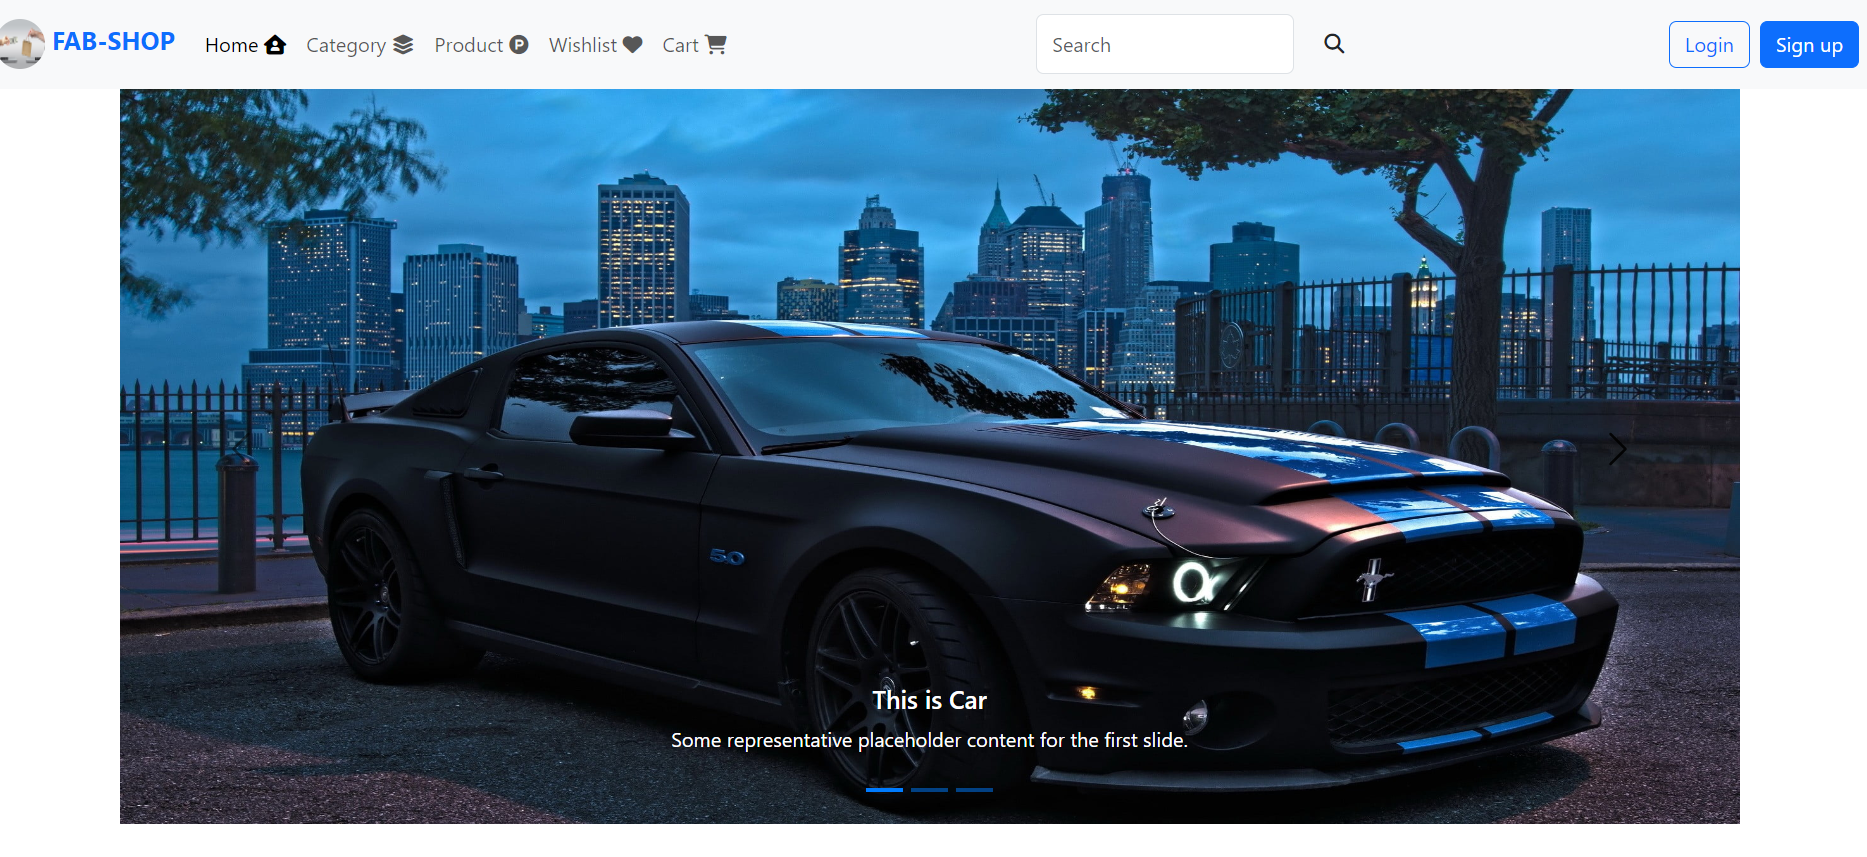 FAB-SHOP
Home
Category
Product P
Wishlist
Cart
Search
Login
Sign up
5.0
This is Car
Some representative placeholder content for the first slide.